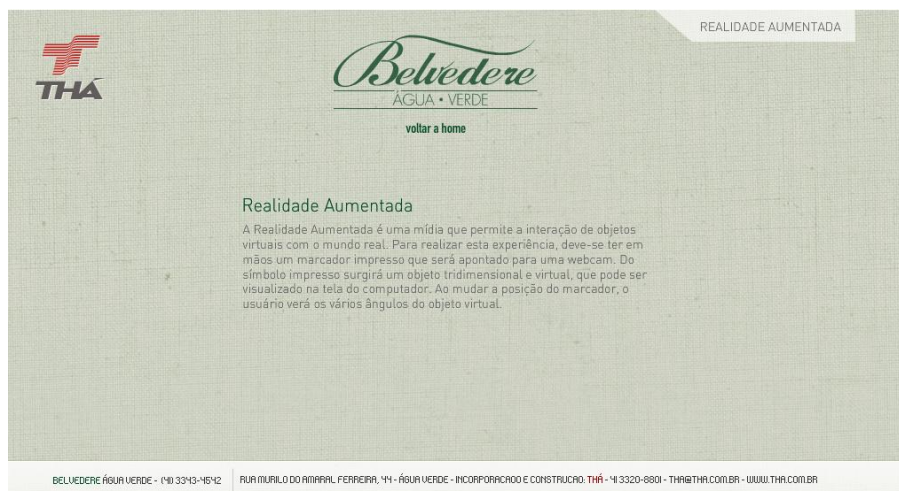 REALIDADE AUMENTADA
THÁ
Belvedere
ÁGUA • VERDE
voltar a home
Realidade Aumentada
A Realidade Aumentada é uma mídia que permite a interação de objetos
virtuais com o mundo real. Para realizar esta experiência, deve-se ter em
mãos um marcador impresso que será apontado para uma webcam. Do
símbolo impresso surgirá um objeto tridimensional e virtual, que pode ser
visualizado na tela do computador. Ao mudar a posição do marcador, o
usuário verá os vários ângulos do objeto virtual.
BELVEDERE ÁGUA VERDE - (41) 3343-4542
RUA MURILO DO AMARAL FERREIRA, 44 - ÁGUA VERDE - INCORPORACAOO E CONSTRUCAO: THÁ - 41 3320-8801 - THA@THA.COM.BR - WWW.THA.COM.BR